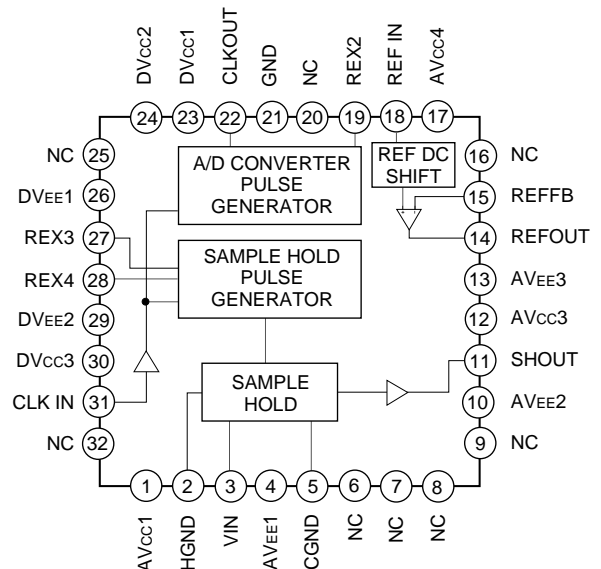 DVcc2
DVcc1
CLKOUT
GND
NC
REX2
REF IN
AVcc4
24
23
22
21
20
19
18
17
NC
25
DVEE1
26
REX3
27
REX4
28
DVEE2
29
DVcc3
30
CLK IN
31
NC
32
A/D CONVERTER
PULSE
GENERATOR
REF DC
SHIFT
SAMPLE HOLD
PULSE
GENERATOR
SAMPLE
HOLD
16
NC
15
REFFB
14
REFOUT
13
AVEE3
12
AVcc3
11
SHOUT
10
AVEE2
9
NC
1
2
3
4
5
6
7
8
AVcc1
HGND
VIN
AVEE1
CGND
NC
NC
NC